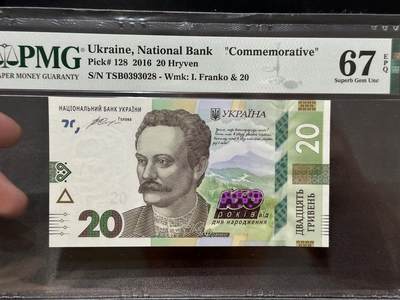 PMG
PAPER MONEY GUARANTY
Ukraine, National Bank "Commemorative"
Pick# 128 2016 20 Hryven
S/N TSB0393028 - Wmk: I. Franko & 20
67
EPQ
Superb Gem Unc
НАЦІОНАЛЬНИЙ БАНК УКРАЇНИ
Голова
УКРАЇНА
20
ДВАДЦЯТЬ
ГРИВЕНЬ
160
років від
дня народження
20